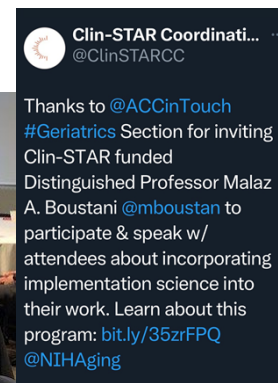 Clin-STAR Coordinati...
@ClinSTARCC
Thanks to @ACCinTouch
#Geriatrics Section for inviting
Clin-STAR funded
Distinguished Professor Malaz
A. Boustani @mboustan to
participate & speak w/
attendees about incorporating
implementation science into
their work. Learn about this
program: bit.ly/35zrFPQ
@NIHAging